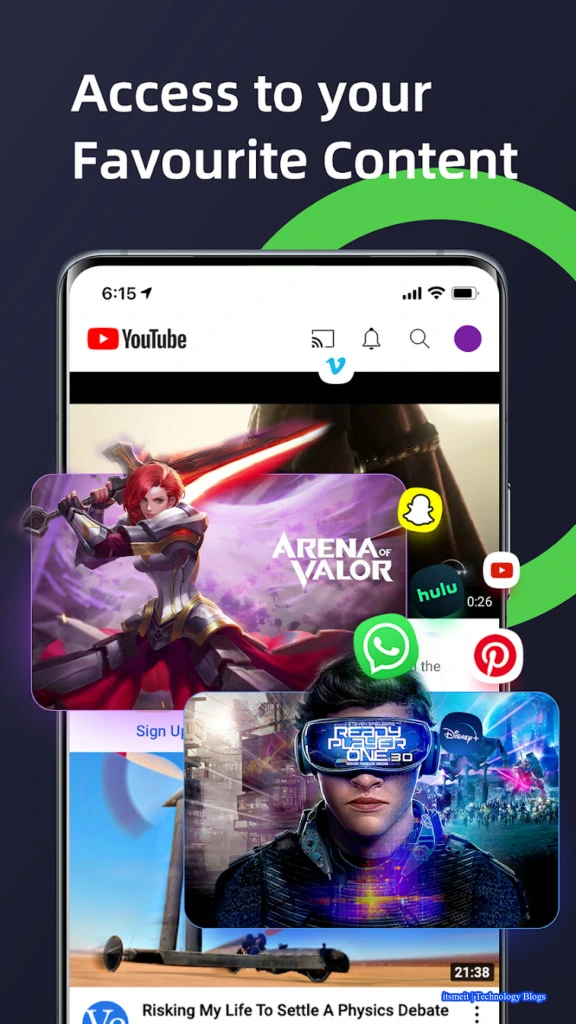 Access to your
Favourite Content
6:15
YouTube
ARENA OF
VALOR
hulu
0:26
the
Sign Up
STEVEN SPIELBERG
READY
PLAYER
ONE 3D
Disney+
21:38
itsmeit | Technology Blogs
Risking My Life To Settle A Physics Debate
Ve